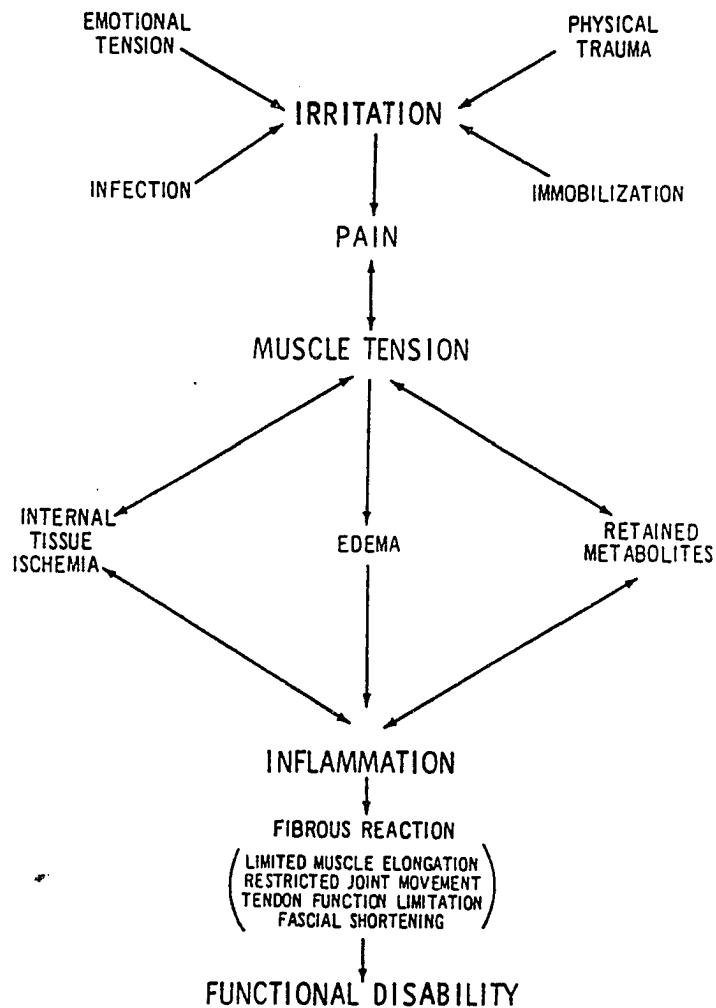 EMOTIONAL
TENSION
PHYSICAL
TRAUMA
IRRITATION
INFECTION
IMMOBILIZATION
PAIN
MUSCLE TENSION
INTERNAL
TISSUE
ISCHEMIA
EDEMA
RETAINED
METABOLITES
INFLAMMATION
FIBROUS REACTION
(LIMITED MUSCLE ELONGATION
RESTRICTED JOINT MOVEMENT
TENDON FUNCTION LIMITATION
FASCIAL SHORTENING)
FUNCTIONAL DISABILITY